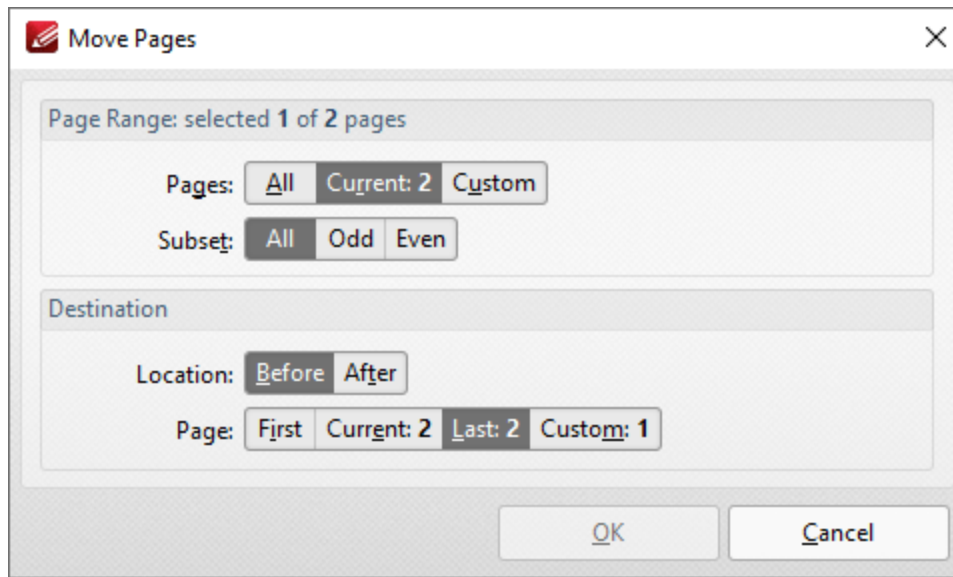 Move Pages
Page Range: selected 1 of 2 pages
Pages: All Current: 2 Custom
Subset: All Odd Even
Destination
Location: Before After
Page: First Current: 2 Last: 2 Custom: 1
OK Cancel